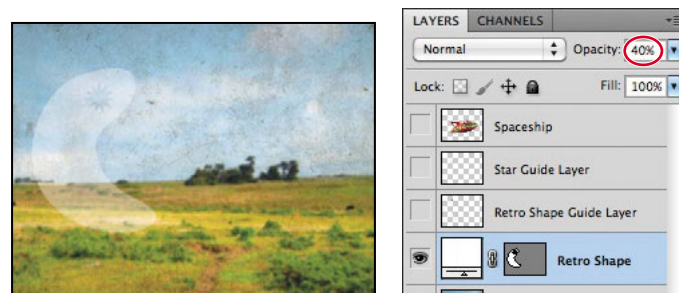 LAYERS CHANNELS
Normal Opacity: 40%
Lock: Fill: 100%
Spaceship
Star Guide Layer
Retro Shape Guide Layer
Retro Shape